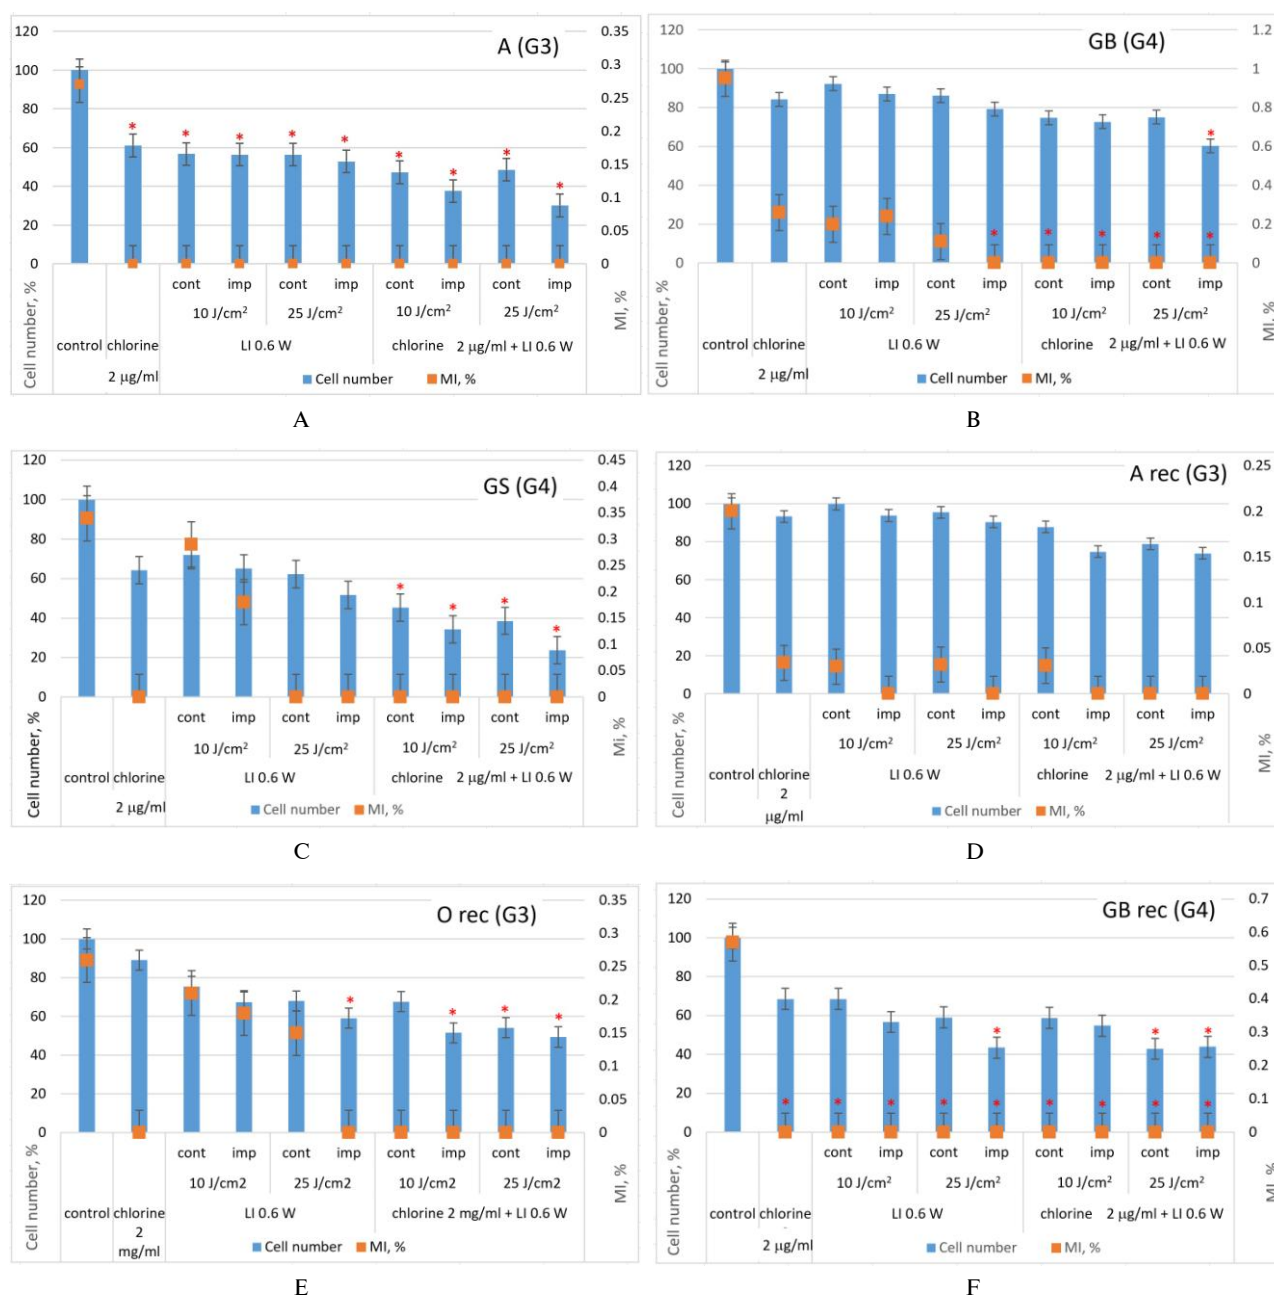 A (G3)
120
100
80
60
40
20
0
0.35
0.3
0.25
0.2
0.15
0.1
0.05
0
* * * * * * * * *
cont imp cont imp cont imp cont imp
10 J/cm² 25 J/cm² 10 J/cm² 25 J/cm²
control chlorine LI 0.6 W chlorine 2 μg/ml + LI 0.6 W
2 μg/ml
Cell number, %
MI, %
Cell number MI, %
A
GB (G4)
120
100
80
60
40
20
0
1.2
1
0.8
0.6
0.4
0.2
0
*
* * * * *
cont imp cont imp cont imp cont imp
10 J/cm² 25 J/cm² 10 J/cm² 25 J/cm²
control chlorine LI 0.6 W chlorine 2 μg/ml + LI 0.6 W
2 μg/ml
Cell number, %
MI, %
Cell number MI, %
B
GS (G4)
120
100
80
60
40
20
0
0.45
0.4
0.35
0.3
0.25
0.2
0.15
0.1
0.05
0
* * * *
cont imp cont imp cont imp cont imp
10 J/cm² 25 J/cm² 10 J/cm² 25 J/cm²
control chlorine LI 0.6 W chlorine 2 μg/ml + LI 0.6 W
2 μg/ml
Cell number, %
Mi, %
Cell number MI, %
C
A rec (G3)
120
100
80
60
40
20
0
0.25
0.2
0.15
0.1
0.05
0
cont imp cont imp cont imp cont imp
10 J/cm² 25 J/cm² 10 J/cm² 25 J/cm²
control chlorine LI 0.6 W chlorine 2 μg/ml + LI 0.6 W
2
μg/ml
Cell number, %
MI, %
Cell number MI, %
D
O rec (G3)
120
100
80
60
40
20
0
0.35
0.3
0.25
0.2
0.15
0.1
0.05
0
* * * *
cont imp cont imp cont imp cont imp
10 J/cm2 25 J/cm2 10 J/cm2 25 J/cm2
control chlorine LI 0.6 W chlorine 2 mg/ml + LI 0.6 W
2
mg/ml
Cell number, %
MI, %
Cell number MI, %
E
GB rec (G4)
120
100
80
60
40
20
0
0.7
0.6
0.5
0.4
0.3
0.2
0.1
0
* * *
* * * * * * * * *
cont imp cont imp cont imp cont imp
10 J/cm² 25 J/cm² 10 J/cm² 25 J/cm²
control chlorine LI 0.6 W chlorine 2 μg/ml + LI 0.6 W
2 μg/ml
Cell number, %
MI, %
Cell number MI, %
F